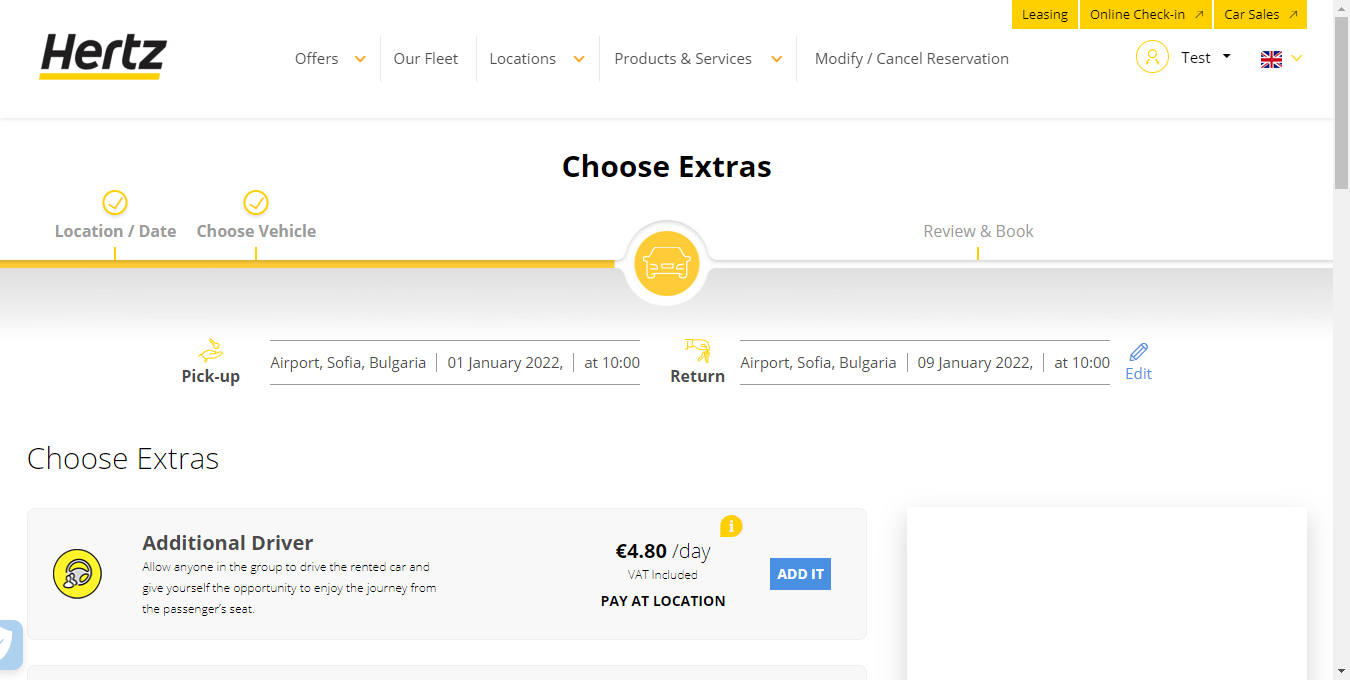 Leasing
Online Check-in
Car Sales
Hertz
Offers
Our Fleet
Locations
Products & Services
Modify / Cancel Reservation
Test
Choose Extras
Location / Date
Choose Vehicle
Review & Book
Pick-up
Airport, Sofia, Bulgaria
01 January 2022,
at 10:00
Return
Airport, Sofia, Bulgaria
09 January 2022,
at 10:00
Edit
Choose Extras
Additional Driver
Allow anyone in the group to drive the rented car and
give yourself the opportunity to enjoy the journey from
the passenger’s seat.
i
€4.80 /day
VAT Included
PAY AT LOCATION
ADD IT